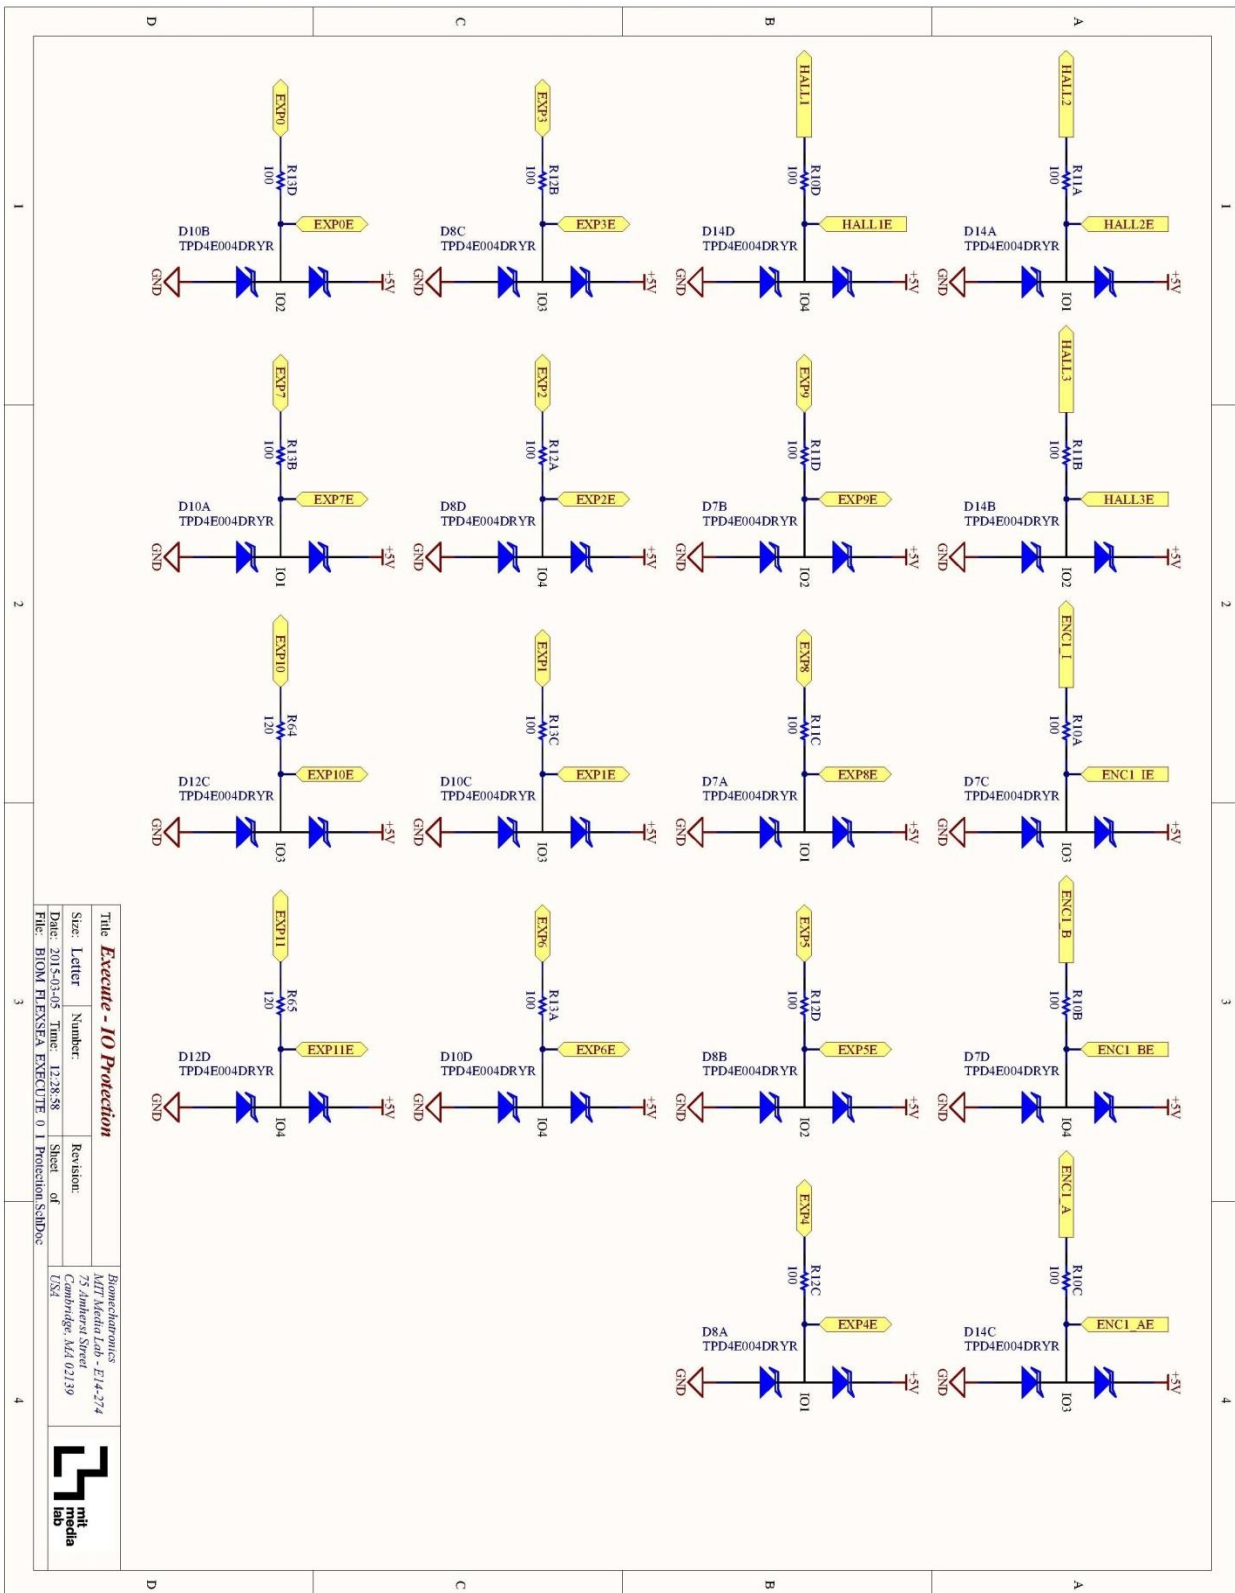 1
2
3
4
A
HALL2
R11A
100
HALL2E
D14A
TPD4E004DRYR
+5V
GND
IO1
HALL3
R11B
100
HALL3E
D14B
TPD4E004DRYR
+5V
GND
IO2
ENC1_I
R10A
100
ENC1_IE
D7C
TPD4E004DRYR
+5V
GND
IO3
ENC1_B
R10B
100
ENC1_BE
D7D
TPD4E004DRYR
+5V
GND
IO4
ENC1_A
R10C
100
ENC1_AE
D14C
TPD4E004DRYR
+5V
GND
IO3
A
B
HALL1
R10D
100
HALL1E
D14D
TPD4E004DRYR
+5V
GND
IO4
EXP9
R11D
100
EXP9E
D7B
TPD4E004DRYR
+5V
GND
IO2
EXP8
R11C
100
EXP8E
D7A
TPD4E004DRYR
+5V
GND
IO1
EXP5
R12D
100
EXP5E
D8B
TPD4E004DRYR
+5V
GND
IO2
EXP4
R12C
100
EXP4E
D8A
TPD4E004DRYR
+5V
GND
IO1
B
C
EXP3
R12B
100
EXP3E
D8C
TPD4E004DRYR
+5V
GND
IO3
EXP2
R12A
100
EXP2E
D8D
TPD4E004DRYR
+5V
GND
IO4
EXP1
R13C
100
EXP1E
D10C
TPD4E004DRYR
+5V
GND
IO3
EXP6
R13A
100
EXP6E
D10D
TPD4E004DRYR
+5V
GND
IO4
C
D
EXP0
R13D
100
EXP0E
D10B
TPD4E004DRYR
+5V
GND
IO2
EXP7
R13B
100
EXP7E
D10A
TPD4E004DRYR
+5V
GND
IO1
EXP10
R64
120
EXP10E
D12C
TPD4E004DRYR
+5V
GND
IO3
EXP11
R65
120
EXP11E
D12D
TPD4E004DRYR
+5V
GND
IO4
D
Title Execute - IO Protection
Size: Letter Number: Revision:
Date: 2015-03-05 Time: 12:28:58 Sheet of
File: BIOM_FLEXSEA_EXECUTE_0_1_Protection.SchDoc
Biomechatronics
MIT Media Lab - E14-274
75 Amherst Street
Cambridge, MA 02139
USA
mit
media
lab
1
2
3
4